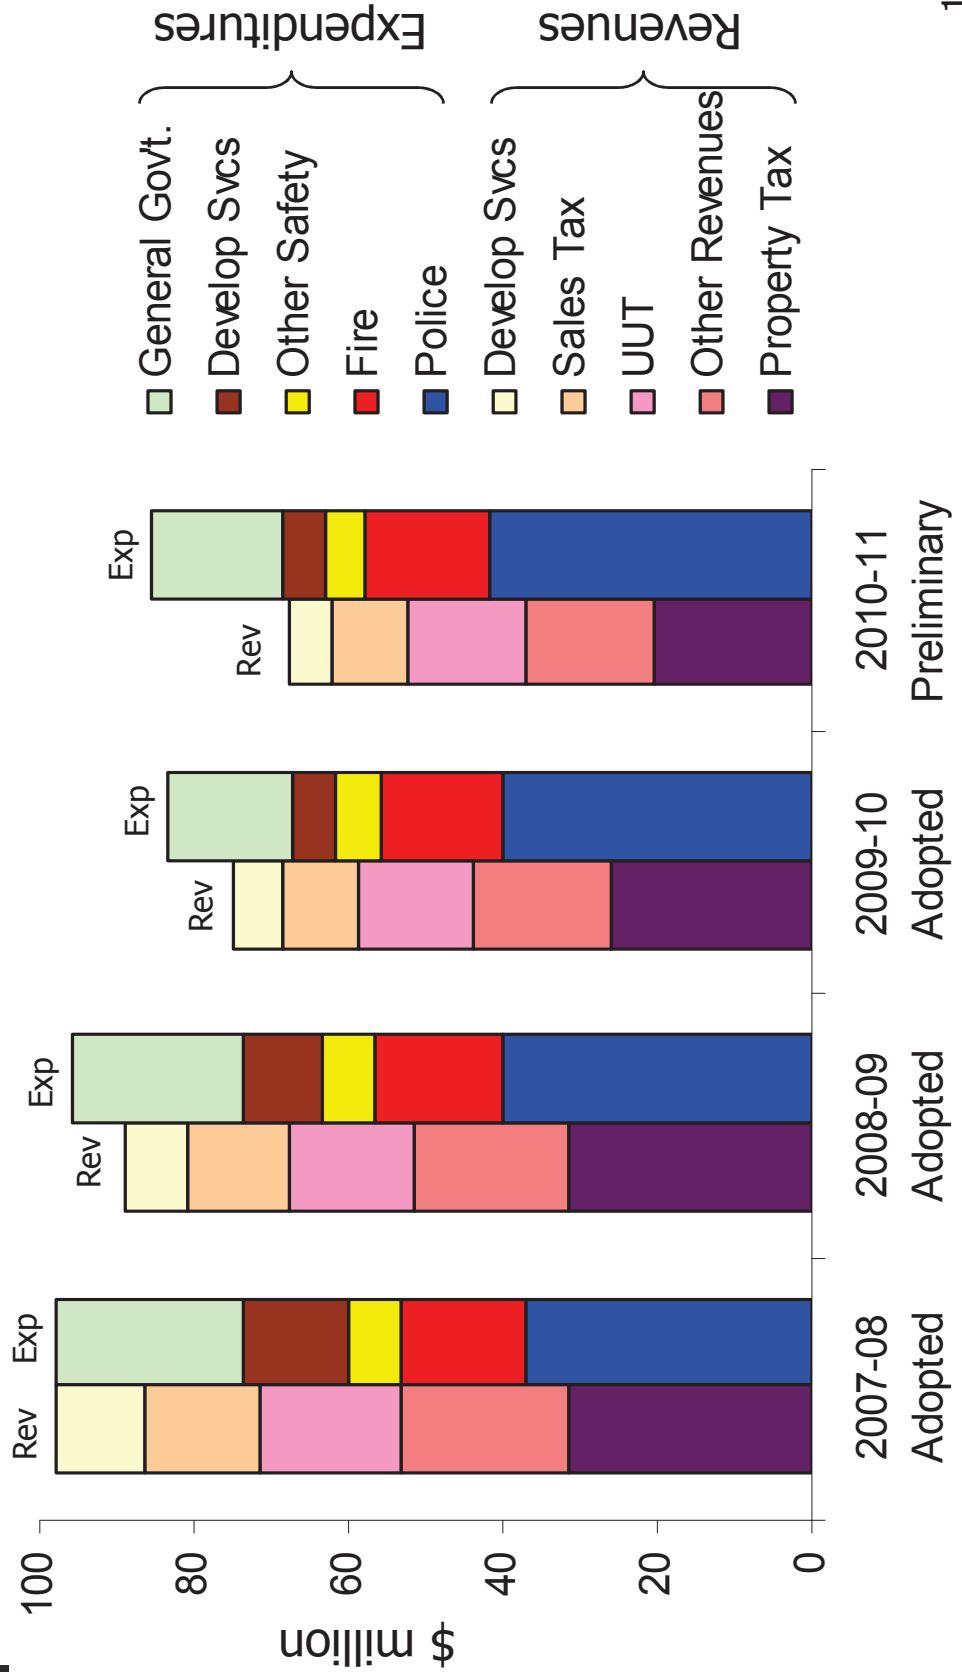 $ million
100
80
60
40
20
0
Rev
Exp
Rev
Exp
Rev
Exp
Rev
Exp
2007-08
Adopted
2008-09
Adopted
2009-10
Adopted
2010-11
Preliminary
General Gov't.
Develop Svcs
Other Safety
Fire
Police
Develop Svcs
Sales Tax
UUT
Other Revenues
Property Tax
Expenditures
Revenues